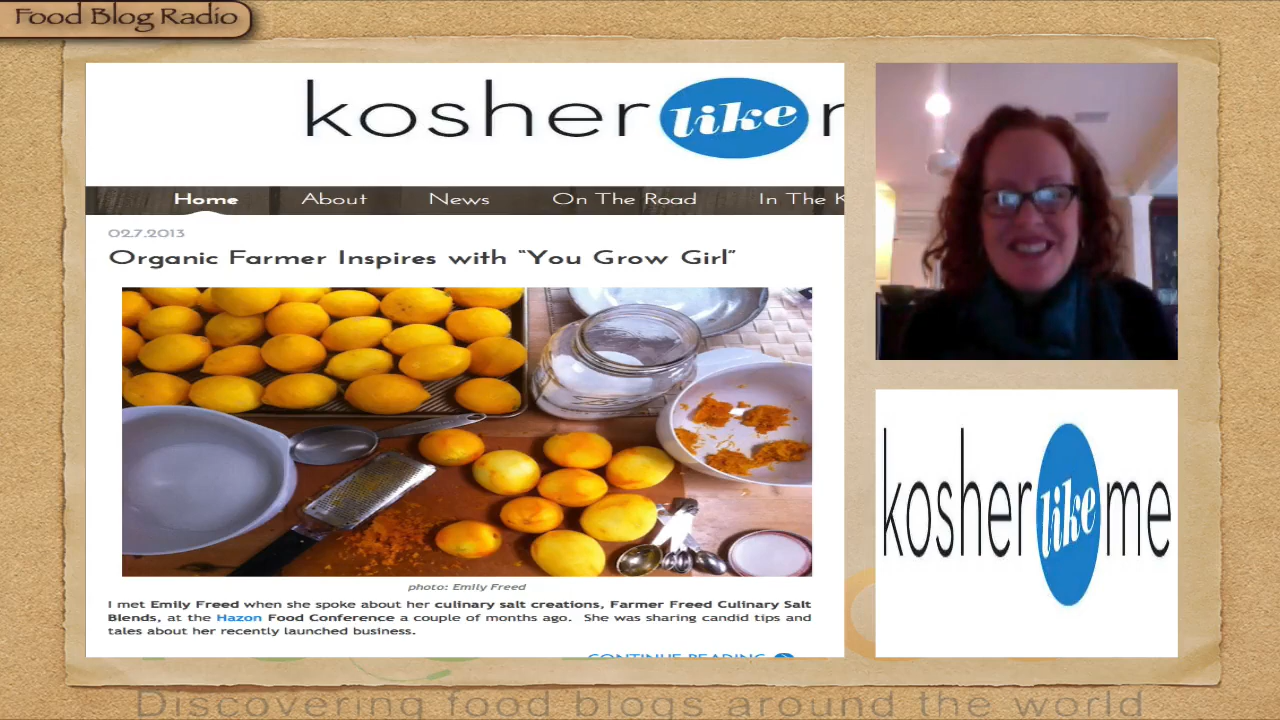 Food Blog Radio
kosher like
Home About News On The Road In The K
02.7.2013
Organic Farmer Inspires with “You Grow Girl”
photo: Emily Freed
I met Emily Freed when she spoke about her culinary salt creations, Farmer Freed Culinary Salt
Blends, at the Hazon Food Conference a couple of months ago. She was sharing candid tips and
tales about her recently launched business.
CONTINUE READING
kosher like me
Discovering food blogs around the world